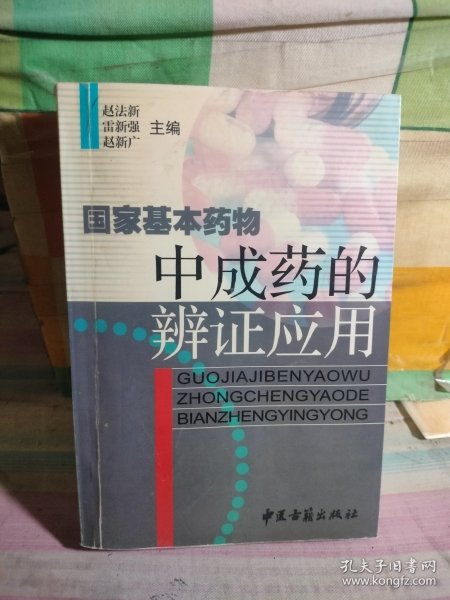 赵法新
雷新强 主编
赵新广
国家基本药物
中成药的
辨证应用
GUOJIAJIBENYAOWU
ZHONGCHENGYAODE
BIANZHENGYINGYONG
中医古籍出版社
孔夫子旧书网
www.kongfz.com